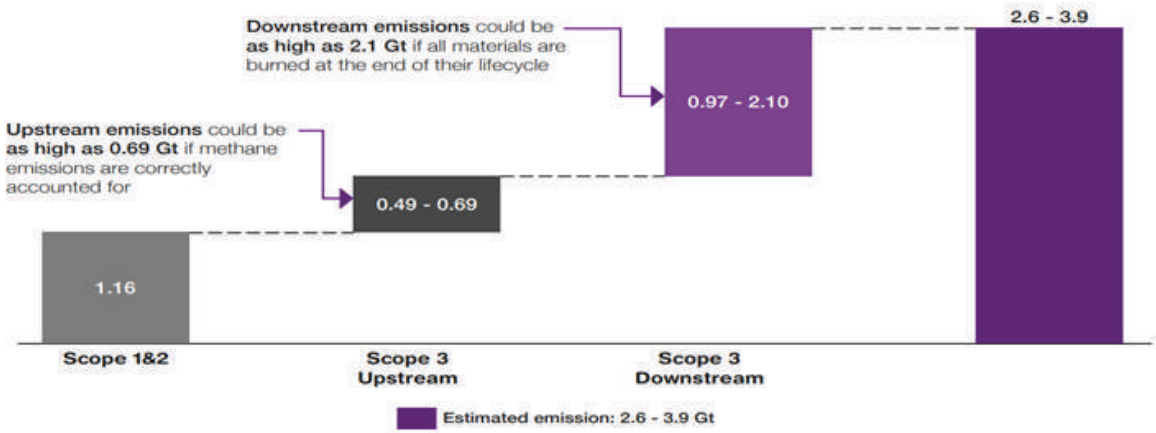 2.6 - 3.9
Downstream emissions could be
as high as 2.1 Gt if all materials are
burned at the end of their lifecycle
0.97 - 2.10
Upstream emissions could be
as high as 0.69 Gt if methane
emissions are correctly
accounted for
0.49 - 0.69
1.16
Scope 1&2
Scope 3
Upstream
Scope 3
Downstream
Estimated emission: 2.6 - 3.9 Gt